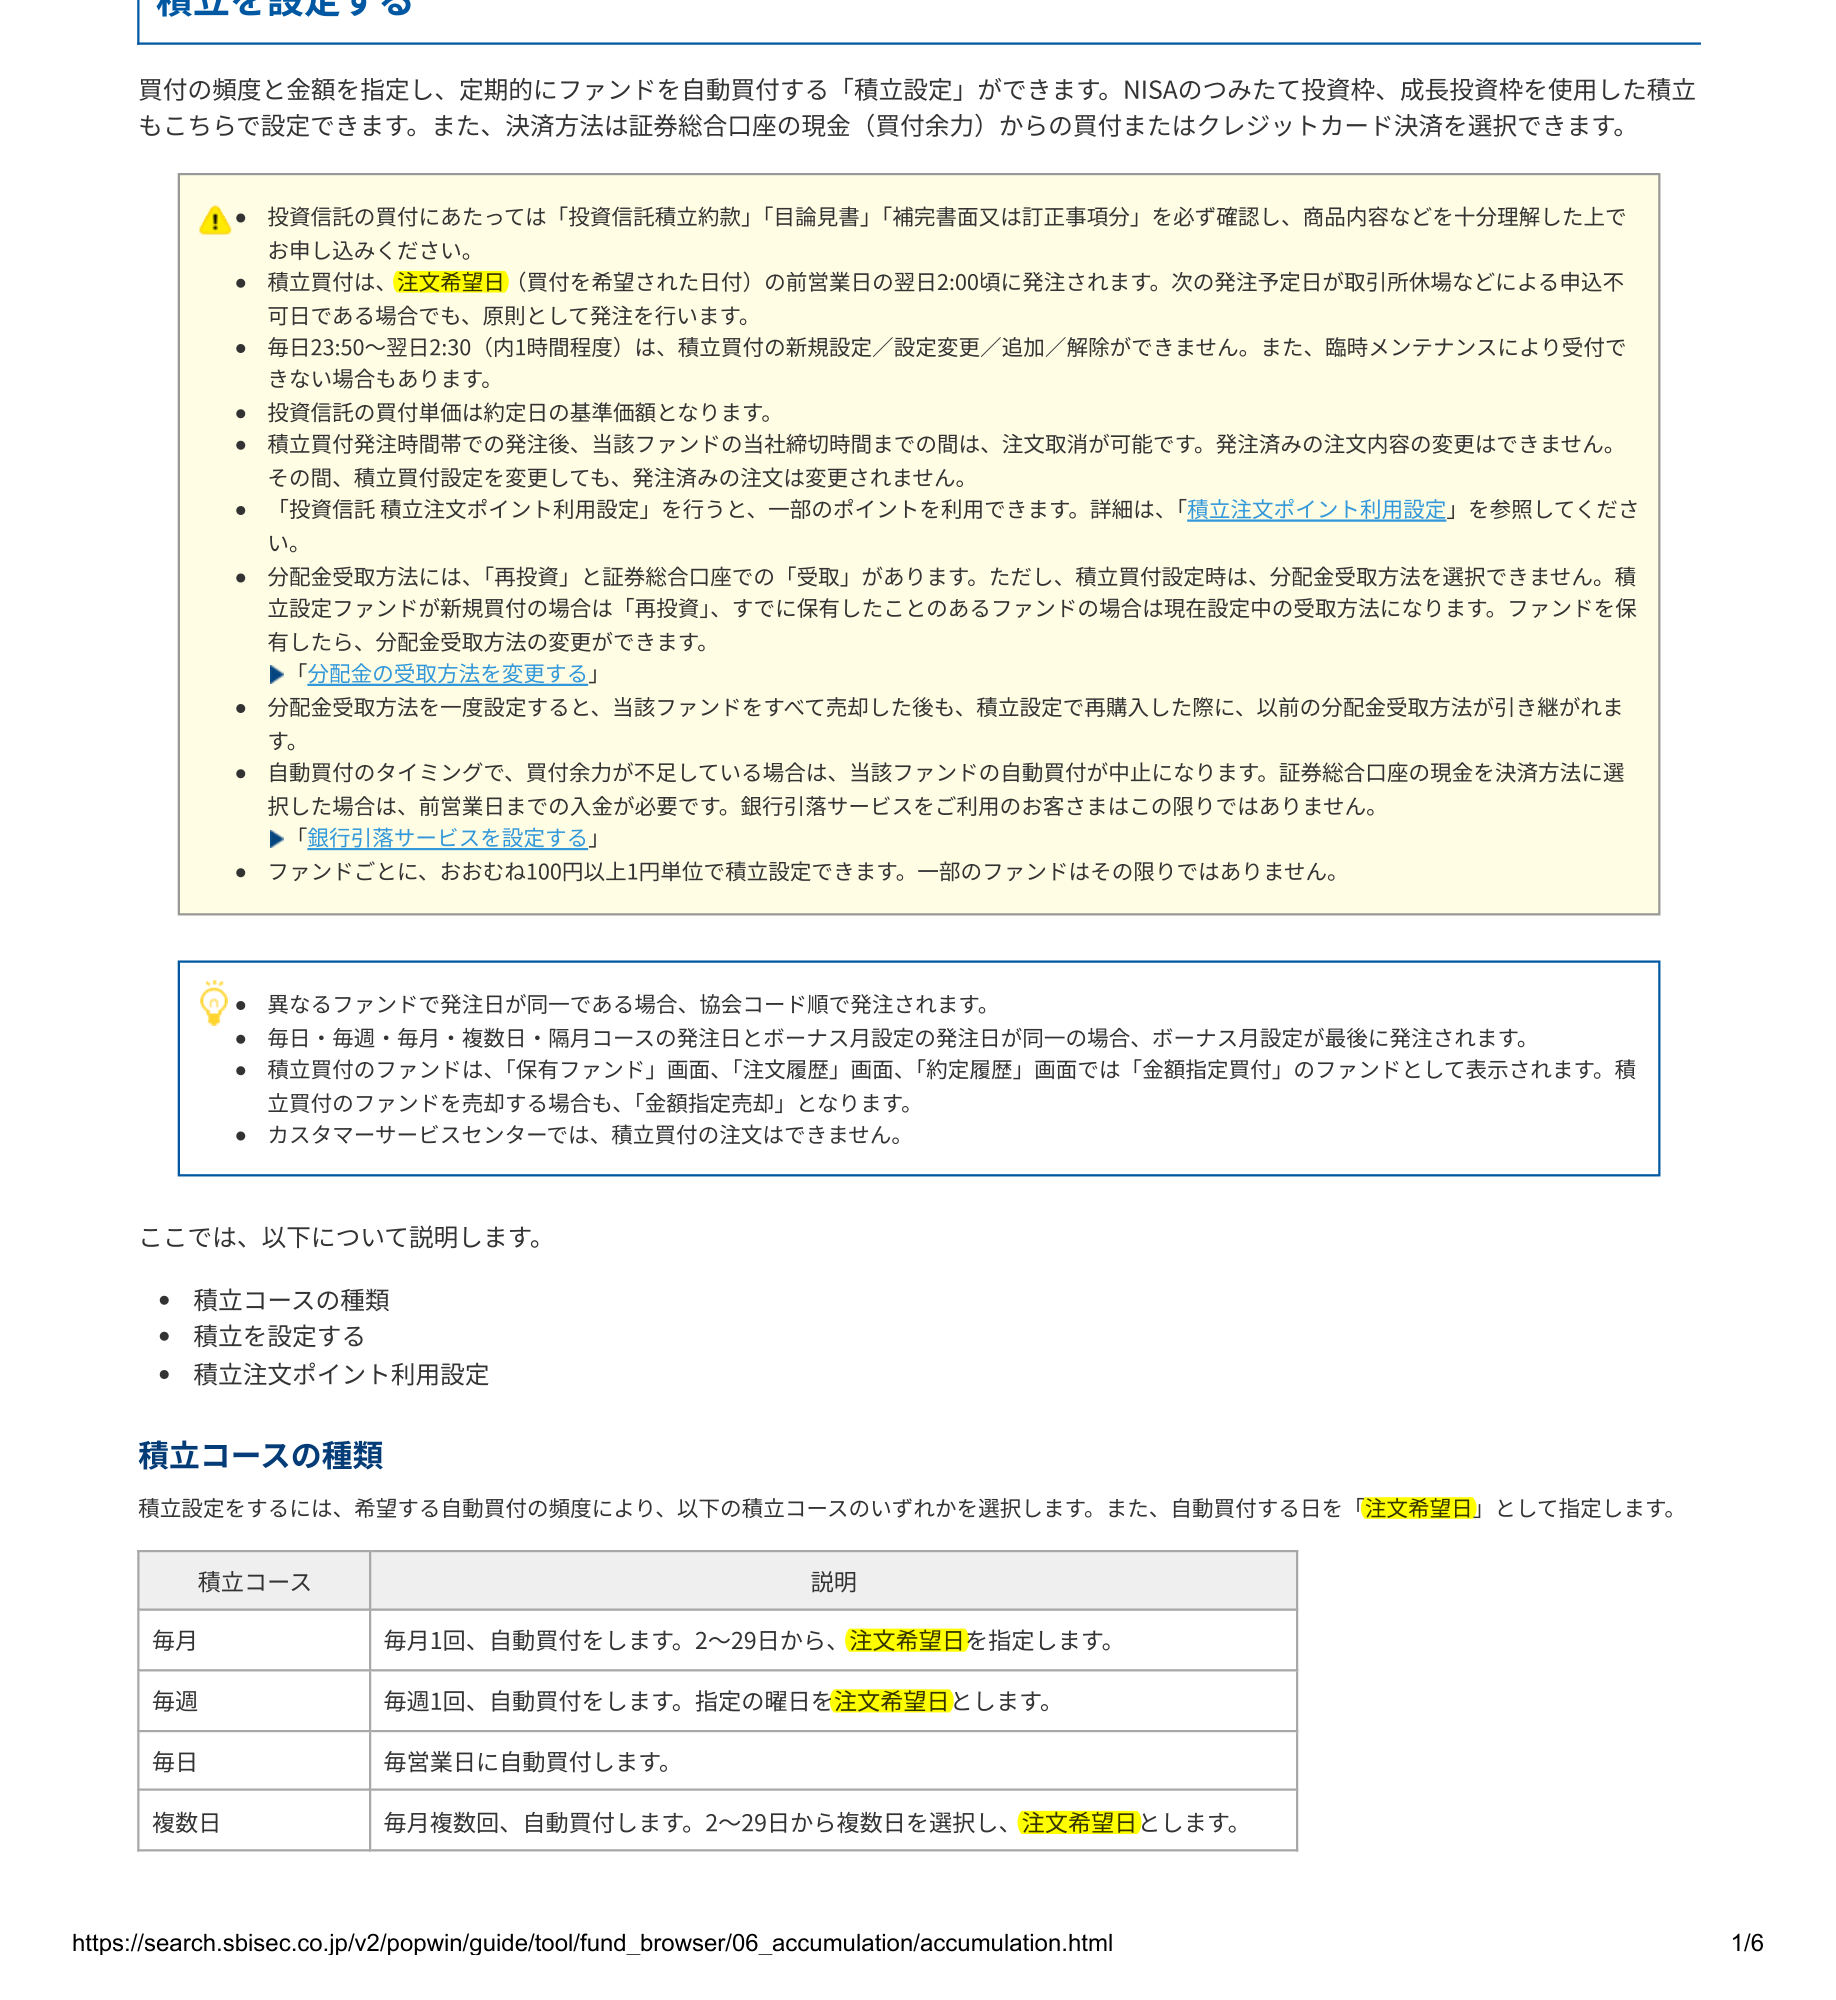 積立を設定する
買付の頻度と金額を指定し、定期的にファンドを自動買付する「積立設定」ができます。NISAのつみたて投資枠、成長投資枠を使用した積立
もこちらで設定できます。また、決済方法は証券総合口座の現金（買付余力）からの買付またはクレジットカード決済を選択できます。
● 投資信託の買付にあたっては「投資信託積立約款」「目論見書」「補完書面又は訂正事項分」を必ず確認し、商品内容などを十分理解した上で
お申し込みください。
● 積立買付は、注文希望日（買付を希望された日付）の前営業日の翌日2:00頃に発注されます。次の発注予定日が取引所休場などによる申込不
可日である場合でも、原則として発注を行います。
● 毎日23:50～翌日2:30（内1時間程度）は、積立買付の新規設定／設定変更／追加／解除ができません。また、臨時メンテナンスにより受付で
きない場合もあります。
● 投資信託の買付単価は約定日の基準価額となります。
● 積立買付発注時間帯での発注後、当該ファンドの当社締切時間までの間は、注文取消が可能です。発注済みの注文内容の変更はできません。
その間、積立買付設定を変更しても、発注済みの注文は変更されません。
● 「投資信託 積立注文ポイント利用設定」を行うと、一部のポイントを利用できます。詳細は、「積立注文ポイント利用設定」を参照してくださ
い。
● 分配金受取方法には、「再投資」と証券総合口座での「受取」があります。ただし、積立買付設定時は、分配金受取方法を選択できません。積
立設定ファンドが新規買付の場合は「再投資」、すでに保有したことのあるファンドの場合は現在設定中の受取方法になります。ファンドを保
有したら、分配金受取方法の変更ができます。
▶「分配金の受取方法を変更する」
● 分配金受取方法を一度設定すると、当該ファンドをすべて売却した後も、積立設定で再購入した際に、以前の分配金受取方法が引き継がれま
す。
● 自動買付のタイミングで、買付余力が不足している場合は、当該ファンドの自動買付が中止になります。証券総合口座の現金を決済方法に選
択した場合は、前営業日までの入金が必要です。銀行引落サービスをご利用のお客さまはこの限りではありません。
▶「銀行引落サービスを設定する」
● ファンドごとに、おおむね100円以上1円単位で積立設定できます。一部のファンドはその限りではありません。
● 異なるファンドで発注日が同一である場合、協会コード順で発注されます。
● 毎日・毎週・毎月・複数日・隔月コースの発注日とボーナス月設定の発注日が同一の場合、ボーナス月設定が最後に発注されます。
● 積立買付のファンドは、「保有ファンド」画面、「注文履歴」画面、「約定履歴」画面では「金額指定買付」のファンドとして表示されます。積
立買付のファンドを売却する場合も、「金額指定売却」となります。
● カスタマーサービスセンターでは、積立買付の注文はできません。
ここでは、以下について説明します。
● 積立コースの種類
● 積立を設定する
● 積立注文ポイント利用設定
積立コースの種類
積立設定をするには、希望する自動買付の頻度により、以下の積立コースのいずれかを選択します。また、自動買付する日を「注文希望日」として指定します。
積立コース 説明
毎月 毎月1回、自動買付をします。2～29日から、注文希望日を指定します。
毎週 毎週1回、自動買付をします。指定の曜日を注文希望日とします。
毎日 毎営業日に自動買付します。
複数日 毎月複数回、自動買付します。2～29日から複数日を選択し、注文希望日とします。
https://search.sbisec.co.jp/v2/popwin/guide/tool/fund_browser/06_accumulation/accumulation.html 1/6